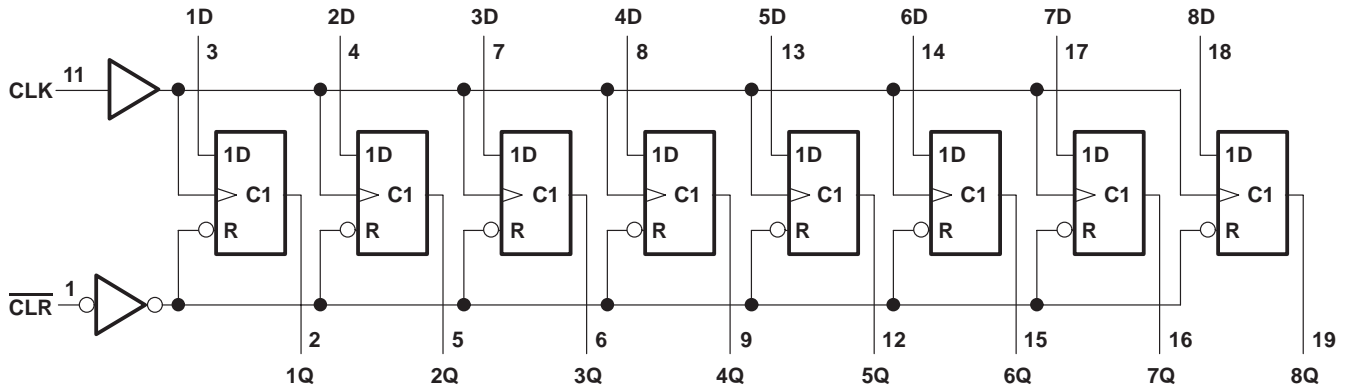 1D 2D 3D 4D 5D 6D 7D 8D
3 4 7 8 13 14 17 18
CLK 11
1D 1D 1D 1D 1D 1D 1D 1D
C1 C1 C1 C1 C1 C1 C1 C1
R R R R R R R R
CLR 1
2 5 6 9 12 15 16 19
1Q 2Q 3Q 4Q 5Q 6Q 7Q 8Q